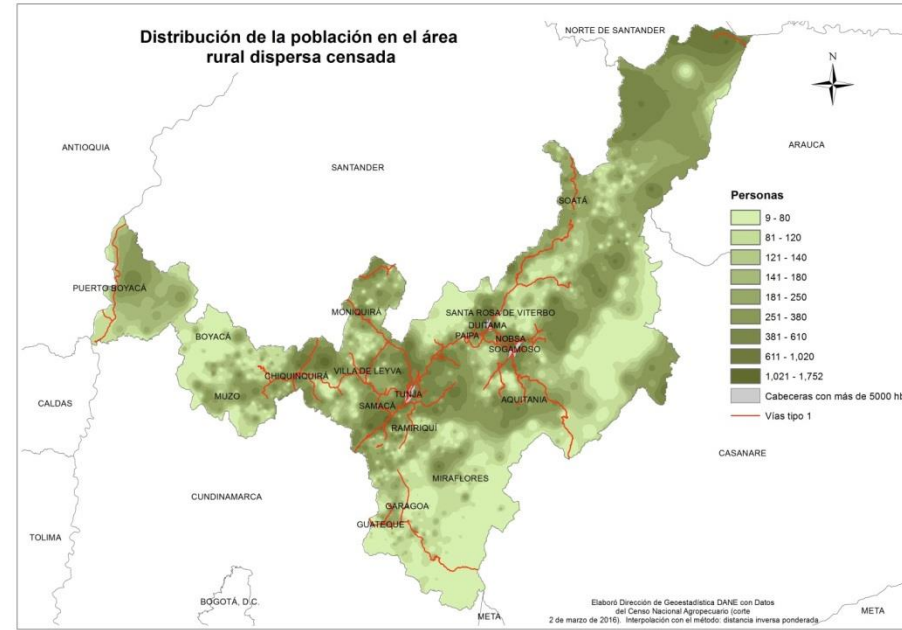 Distribución de la población en el área
rural dispersa censada
NORTE DE SANTANDER
N
ANTIOQUIA
SANTANDER
ARAUCA
Personas
9 - 80
81 - 120
121 - 140
141 - 180
181 - 250
251 - 380
381 - 610
611 - 1,020
1,021 - 1,752
Cabeceras con más de 5000 hb
Vías tipo 1
SOATÁ
PUERTO BOYACÁ
MONIQUIRÁ
SANTA ROSA DE VITERBO
DUITAMA
PAIPA
NOBSA
SOGAMOSO
BOYACÁ
CHIQUINQUIRÁ
VILLA DE LEYVA
MUZO
TUNJA
SAMACÁ
AQUITANIA
CALDAS
RAMIRIQUÍ
CASANARE
MIRAFLORES
CUNDINAMARCA
GARAGOA
GUATEQUE
TOLIMA
BOGOTÁ, D.C.
META
META
Elaboró Dirección de Geoestadística DANE con Datos
del Censo Nacional Agropecuario (corte
2 de marzo de 2016). Interpolación con el método: distancia inversa ponderada